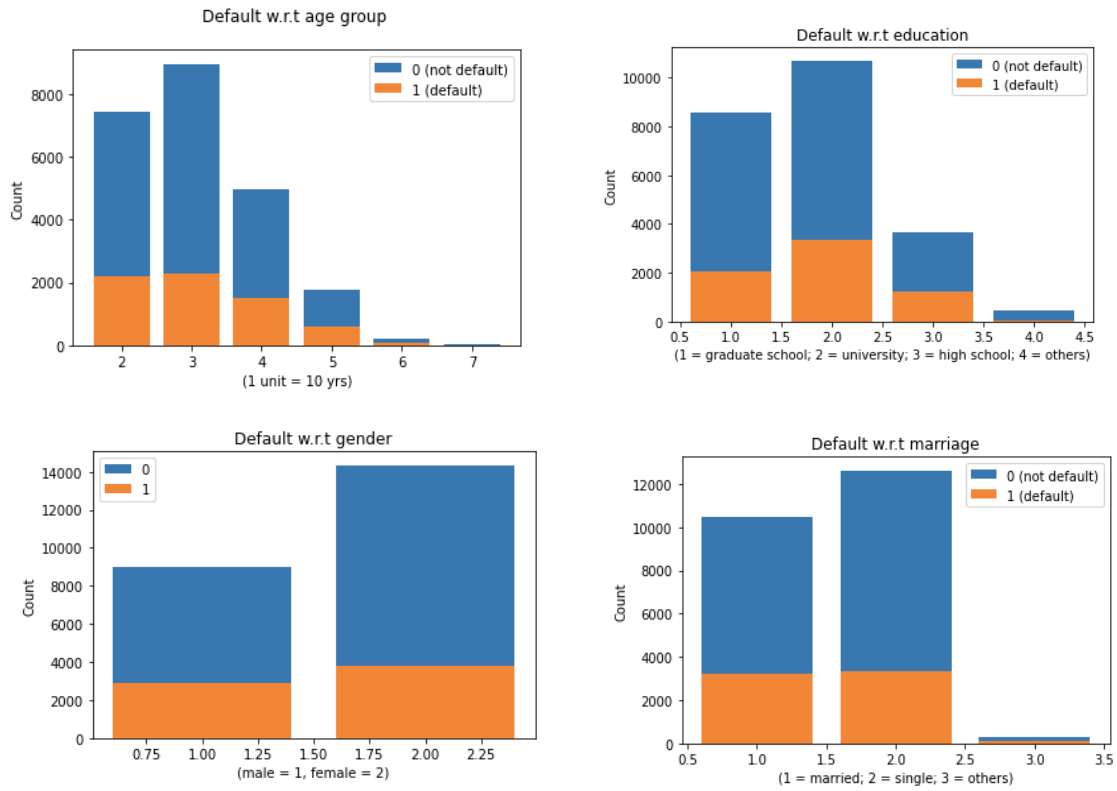 Default w.r.t age group
0 (not default)
1 (default)
8000
6000
4000
2000
0
Count
2 3 4 5 6 7
(1 unit = 10 yrs)
Default w.r.t education
0 (not default)
1 (default)
10000
8000
6000
4000
2000
0
Count
0.5 1.0 1.5 2.0 2.5 3.0 3.5 4.0 4.5
(1 = graduate school; 2 = university; 3 = high school; 4 = others)
Default w.r.t gender
0
1
14000
12000
10000
8000
6000
4000
2000
0
Count
0.75 1.00 1.25 1.50 1.75 2.00 2.25
(male = 1, female = 2)
Default w.r.t marriage
0 (not default)
1 (default)
12000
10000
8000
6000
4000
2000
0
Count
0.5 1.0 1.5 2.0 2.5 3.0 3.5
(1 = married; 2 = single; 3 = others)